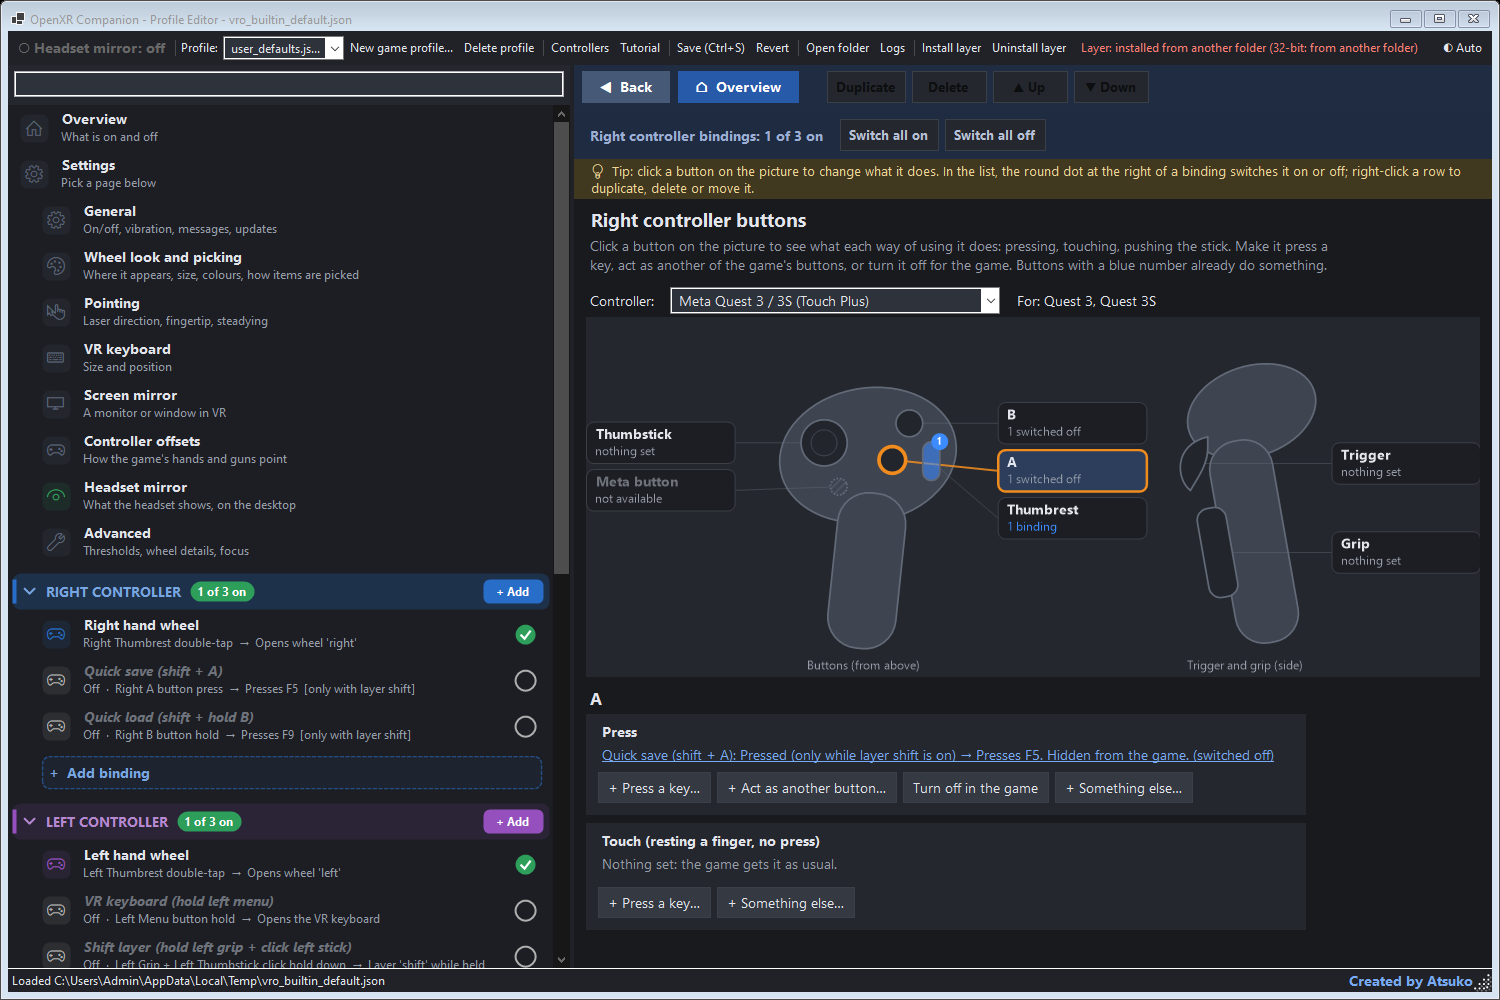 OpenXR Companion - Profile Editor - vro_builtin_default.json
Headset mirror: off
Profile:
user_defaults.js...
New game profile...
Delete profile
Controllers
Tutorial
Save (Ctrl+S)
Revert
Open folder
Logs
Install layer
Uninstall layer
Layer: installed from another folder (32-bit: from another folder)
Auto
Overview
What is on and off
Settings
Pick a page below
General
On/off, vibration, messages, updates
Wheel look and picking
Where it appears, size, colours, how items are picked
Pointing
Laser direction, fingertip, steadying
VR keyboard
Size and position
Screen mirror
A monitor or window in VR
Controller offsets
How the game's hands and guns point
Headset mirror
What the headset shows, on the desktop
Advanced
Thresholds, wheel details, focus
RIGHT CONTROLLER
1 of 3 on
+ Add
Right hand wheel
Right Thumbrest double-tap → Opens wheel 'right'
Quick save (shift + A)
Off · Right A button press → Presses F5 [only with layer shift]
Quick load (shift + hold B)
Off · Right B button hold → Presses F9 [only with layer shift]
+ Add binding
LEFT CONTROLLER
1 of 3 on
+ Add
Left hand wheel
Left Thumbrest double-tap → Opens wheel 'left'
VR keyboard (hold left menu)
Off · Left Menu button hold → Opens the VR keyboard
Shift layer (hold left grip + click left stick)
Off · Left Grip + Left Thumbstick click hold down → Layer 'shift' while held
◀ Back
Overview
Duplicate
Delete
▲ Up
▼ Down
Right controller bindings: 1 of 3 on
Switch all on
Switch all off
Tip: click a button on the picture to change what it does. In the list, the round dot at the right of a binding switches it on or off; right-click a row to
duplicate, delete or move it.
Right controller buttons
Click a button on the picture to see what each way of using it does: pressing, touching, pushing the stick. Make it press a
key, act as another of the game's buttons, or turn it off for the game. Buttons with a blue number already do something.
Controller:
Meta Quest 3 / 3S (Touch Plus)
For: Quest 3, Quest 3S
Thumbstick
nothing set
Meta button
not available
1
B
1 switched off
A
1 switched off
Thumbrest
1 binding
Trigger
nothing set
Grip
nothing set
Buttons (from above)
Trigger and grip (side)
A
Press
Quick save (shift + A): Pressed (only while layer shift is on) → Presses F5. Hidden from the game. (switched off)
+ Press a key...
+ Act as another button...
Turn off in the game
+ Something else...
Touch (resting a finger, no press)
Nothing set: the game gets it as usual.
+ Press a key...
+ Something else...
Loaded C:\Users\Admin\AppData\Local\Temp\vro_builtin_default.json
Created by Atsuko